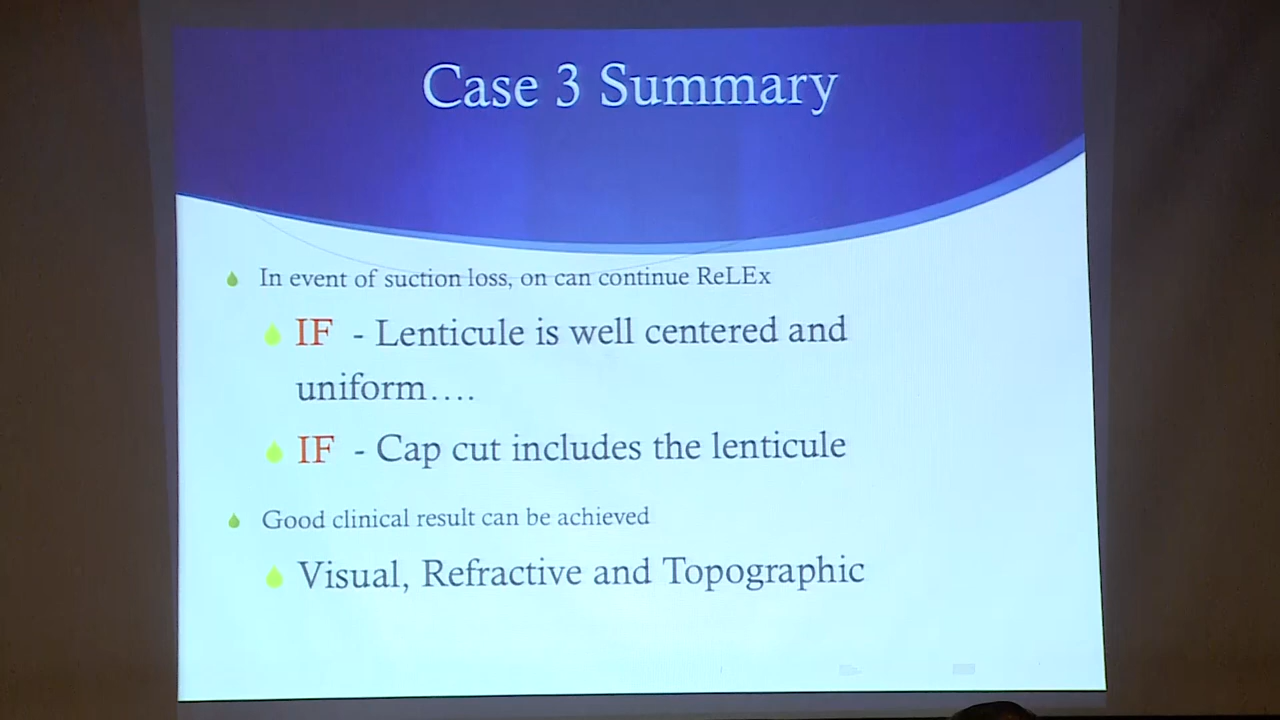 Case 3 Summary
In event of suction loss, on can continue ReLEx
IF - Lenticule is well centered and
uniform....
IF - Cap cut includes the lenticule
Good clinical result can be achieved
Visual, Refractive and Topographic